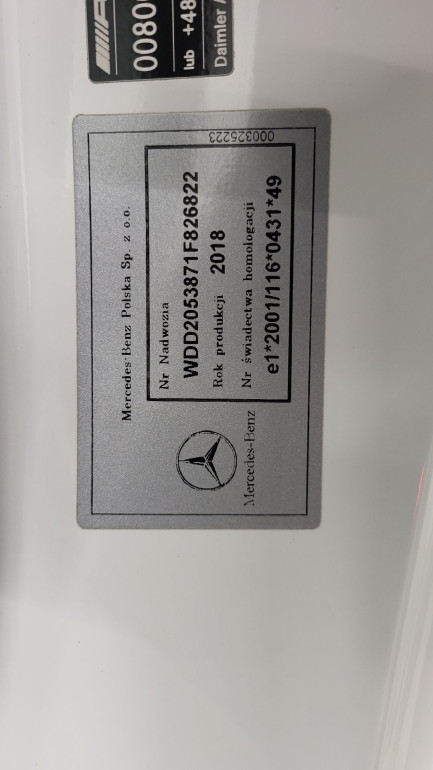 0080
lub +48
Daimler
Mercedes-Benz Polska Sp. z o.o.
Nr Nadwozia
WDD2053871F826822
Rok produkcji 2018
Nr świadectwa homologacji
e1*2001/116*0431*49
000325223
Mercedes-Benz